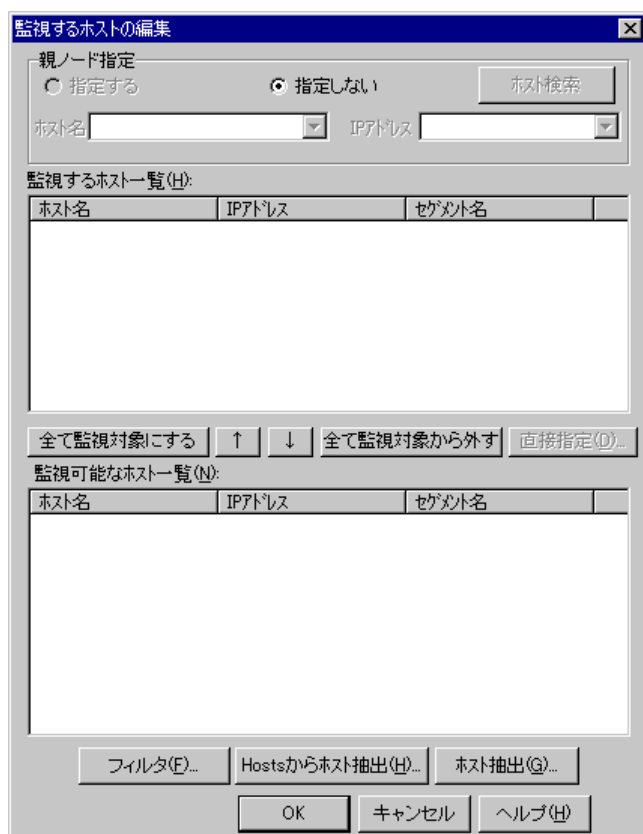 監視するホストの編集
親ノード指定
指定する 指定しない ホスト検索
ホスト名 IPアドレス
監視するホスト一覧(H):
ホスト名 IPアドレス セグメント名
全て監視対象にする ↑ ↓ 全て監視対象から外す 直接指定(D)...
監視可能なホスト一覧(N):
ホスト名 IPアドレス セグメント名
フィルタ(F)... Hostsからホスト抽出(H)... ホスト抽出(G)...
OK キャンセル ヘルプ(H)